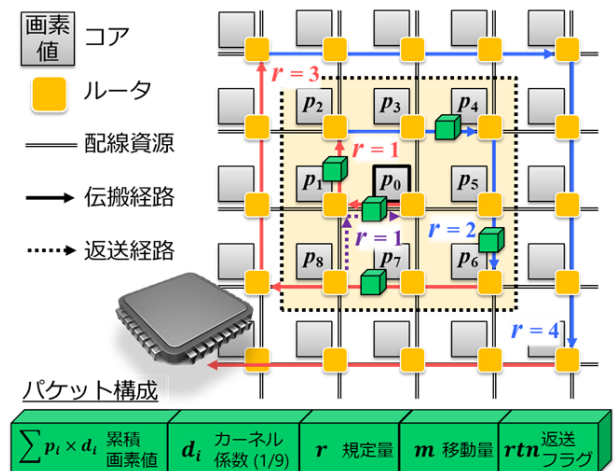 画素値
コア
ルータ
配線資源
伝搬経路
返送経路
r = 3
p2
p3
p4
r = 1
p1
p0
p5
r = 1
r = 2
p8
p7
p6
r = 4
パケット構成
∑ pi × di 累積画素値
di カーネル係数 (1/9)
r 規定量
m 移動量
rtn 返送フラグ